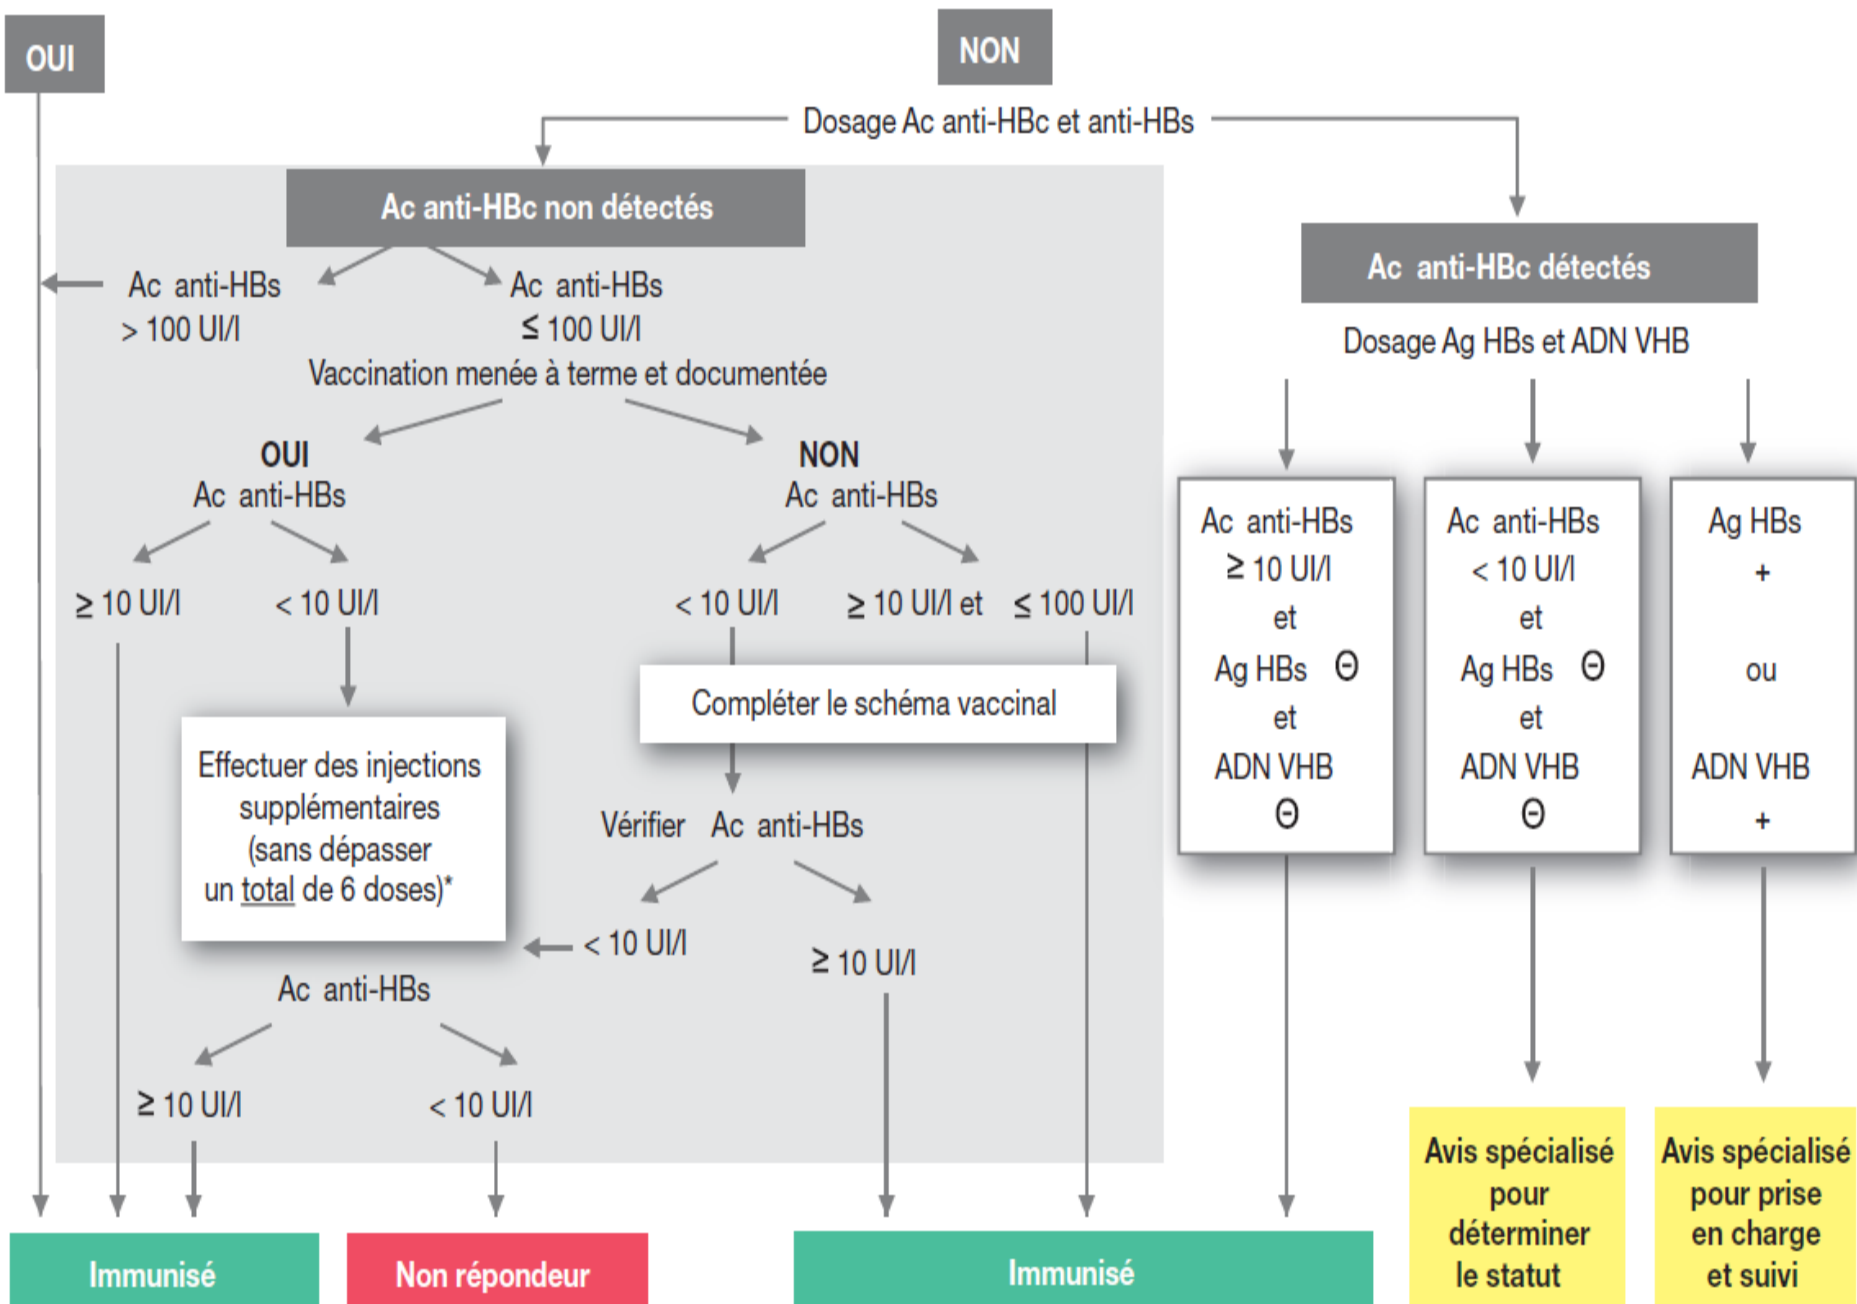 OUI
NON
Dosage Ac anti-HBc et anti-HBs
Ac anti-HBc non détectés
Ac anti-HBs
> 100 UI/l
Ac anti-HBs
≤ 100 UI/l
Vaccination menée à terme et documentée
OUI
Ac anti-HBs
≥ 10 UI/l
< 10 UI/l
NON
Ac anti-HBs
< 10 UI/l
≥ 10 UI/l et ≤ 100 UI/l
Effectuer des injections
supplémentaires
(sans dépasser
un total de 6 doses)*
Compléter le schéma vaccinal
Vérifier Ac anti-HBs
< 10 UI/l
≥ 10 UI/l
Ac anti-HBs
≥ 10 UI/l
< 10 UI/l
Ac anti-HBc détectés
Dosage Ag HBs et ADN VHB
Ac anti-HBs
≥ 10 UI/l
et
Ag HBs Θ
et
ADN VHB
Θ
Ac anti-HBs
< 10 UI/l
et
Ag HBs Θ
et
ADN VHB
Θ
Ag HBs
+
ou
ADN VHB
+
Immunisé
Non répondeur
Immunisé
Avis spécialisé
pour
déterminer
le statut
Avis spécialisé
pour prise
en charge
et suivi